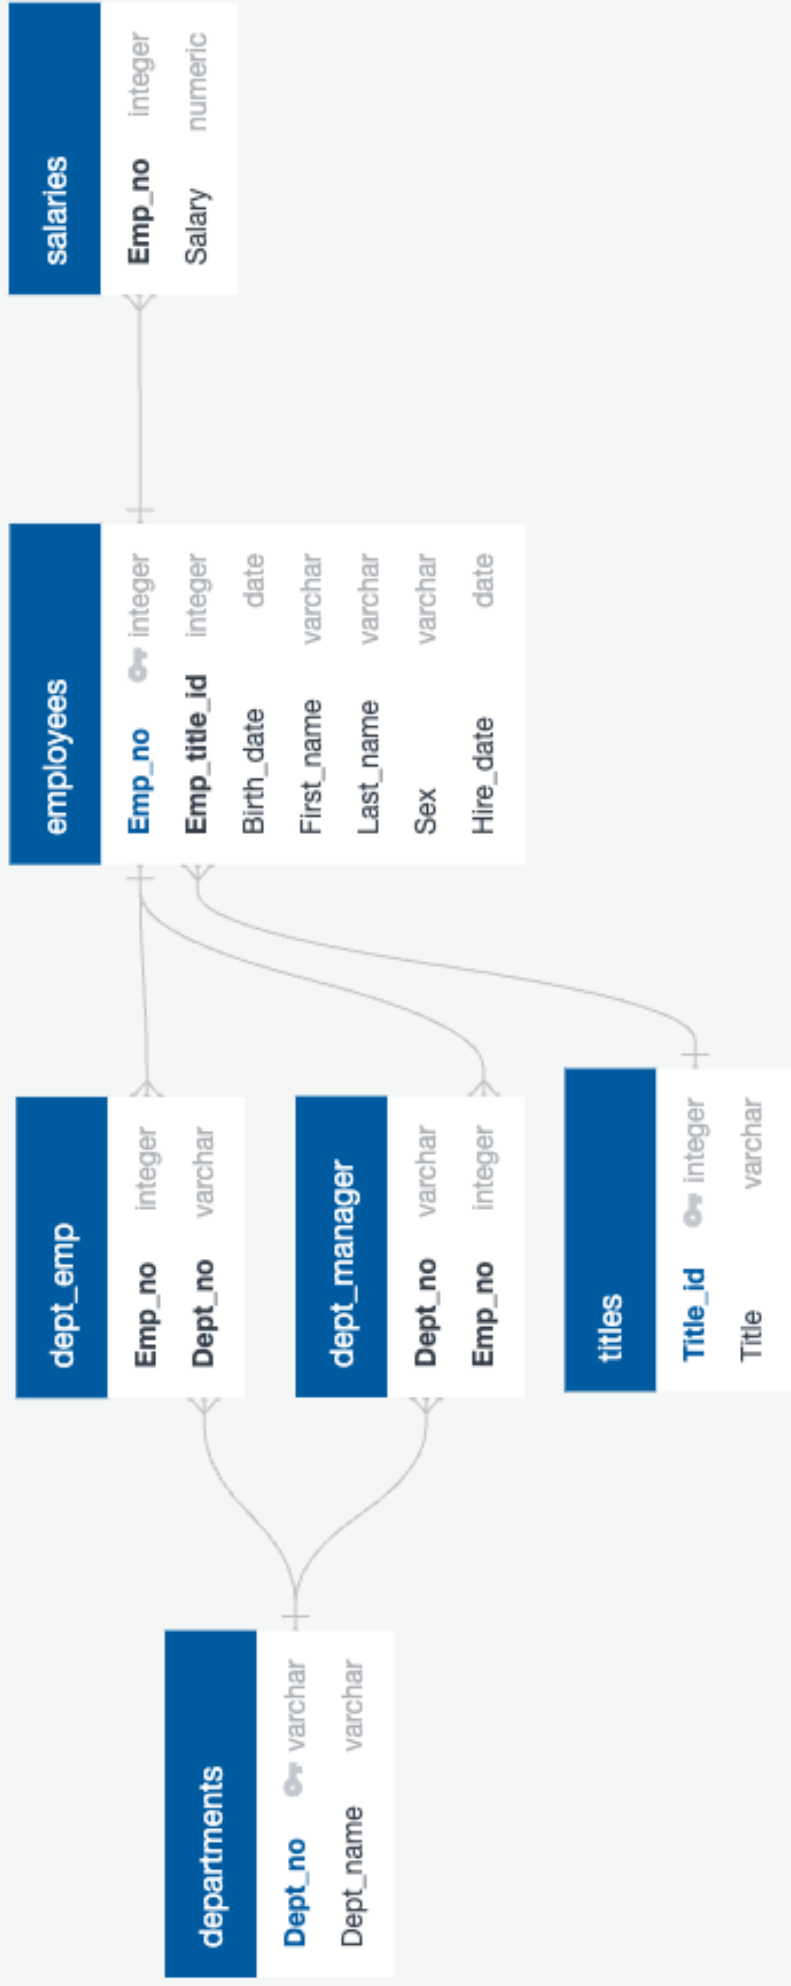 departments
Dept_no varchar
Dept_name varchar
dept_emp
Emp_no integer
Dept_no varchar
dept_manager
Dept_no varchar
Emp_no integer
titles
Title_id integer
Title varchar
employees
Emp_no integer
Emp_title_id integer
Birth_date date
First_name varchar
Last_name varchar
Sex varchar
Hire_date date
salaries
Emp_no integer
Salary numeric